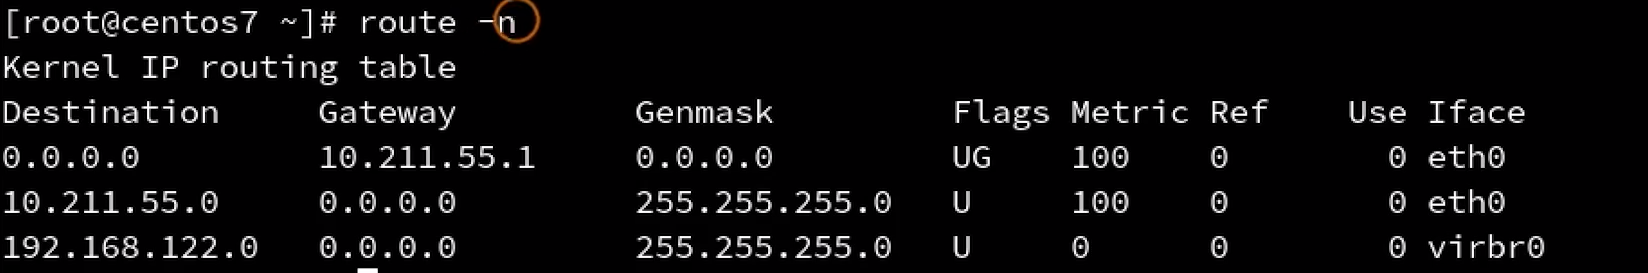 [root@centos7 ~]# route -n
Kernel IP routing table
Destination     Gateway         Genmask         Flags Metric Ref    Use Iface
0.0.0.0         10.211.55.1     0.0.0.0         UG    100    0        0 eth0
10.211.55.0     0.0.0.0         255.255.255.0   U     100    0        0 eth0
192.168.122.0   0.0.0.0         255.255.255.0   U     0      0        0 virbr0